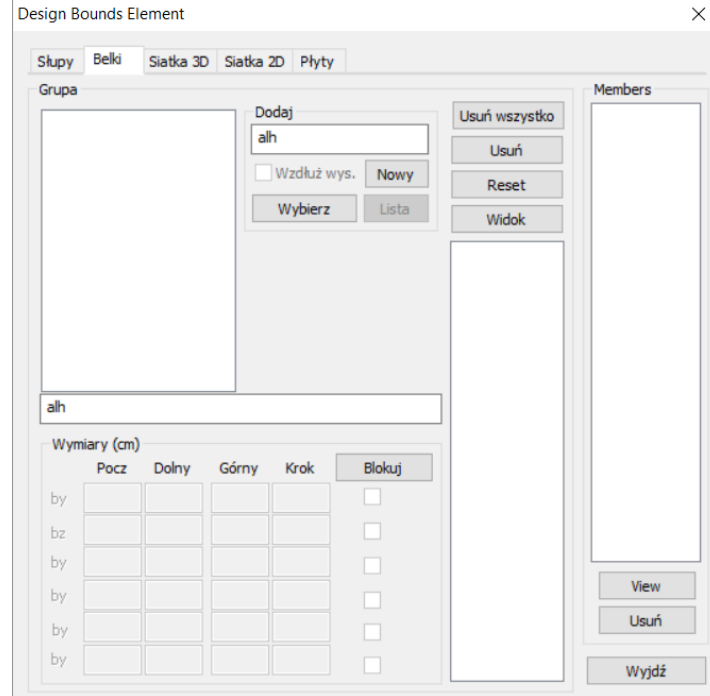 Design Bounds Element
Słupy Belki Siatka 3D Siatka 2D Płyty
Grupa
Dodaj
alh
Wzdłuż wys. Nowy
Wybierz Lista
Usuń wszystko
Usuń
Reset
Widok
Members
alh
Wymiary (cm)
Pocz Dolny Górny Krok Blokuj
by
bz
by
by
by
by
View
Usuń
Wyjdź